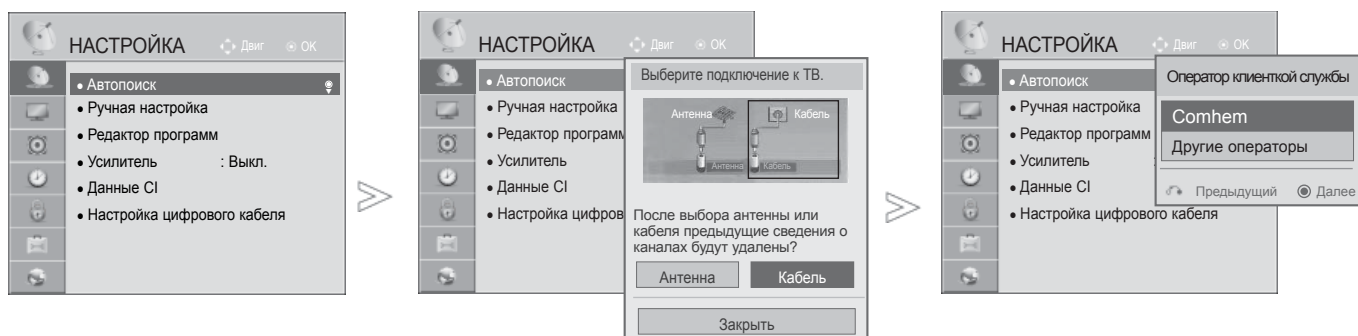 НАСТРОЙКА Двиг OK
• Автопоиск
• Ручная настройка
• Редактор программ
• Усилитель : Выкл.
• Данные CI
• Настройка цифрового кабеля
НАСТРОЙКА Двиг OK
• Автопоиск
• Ручная настройка
• Редактор программ
• Усилитель
• Данные CI
• Настройка цифров
Выберите подключение к ТВ.
Антенна Кабель
Антенна Кабель
После выбора антенны или
кабеля предыдущие сведения о
каналах будут удалены?
Антенна Кабель
Закрыть
НАСТРОЙКА Двиг OK
• Автопоиск
• Ручная настройка
• Редактор программ
• Усилитель :
• Данные CI
• Настройка цифрового кабеля
Оператор клиенткой службы
Comhem
Другие операторы
Предыдущий Далее